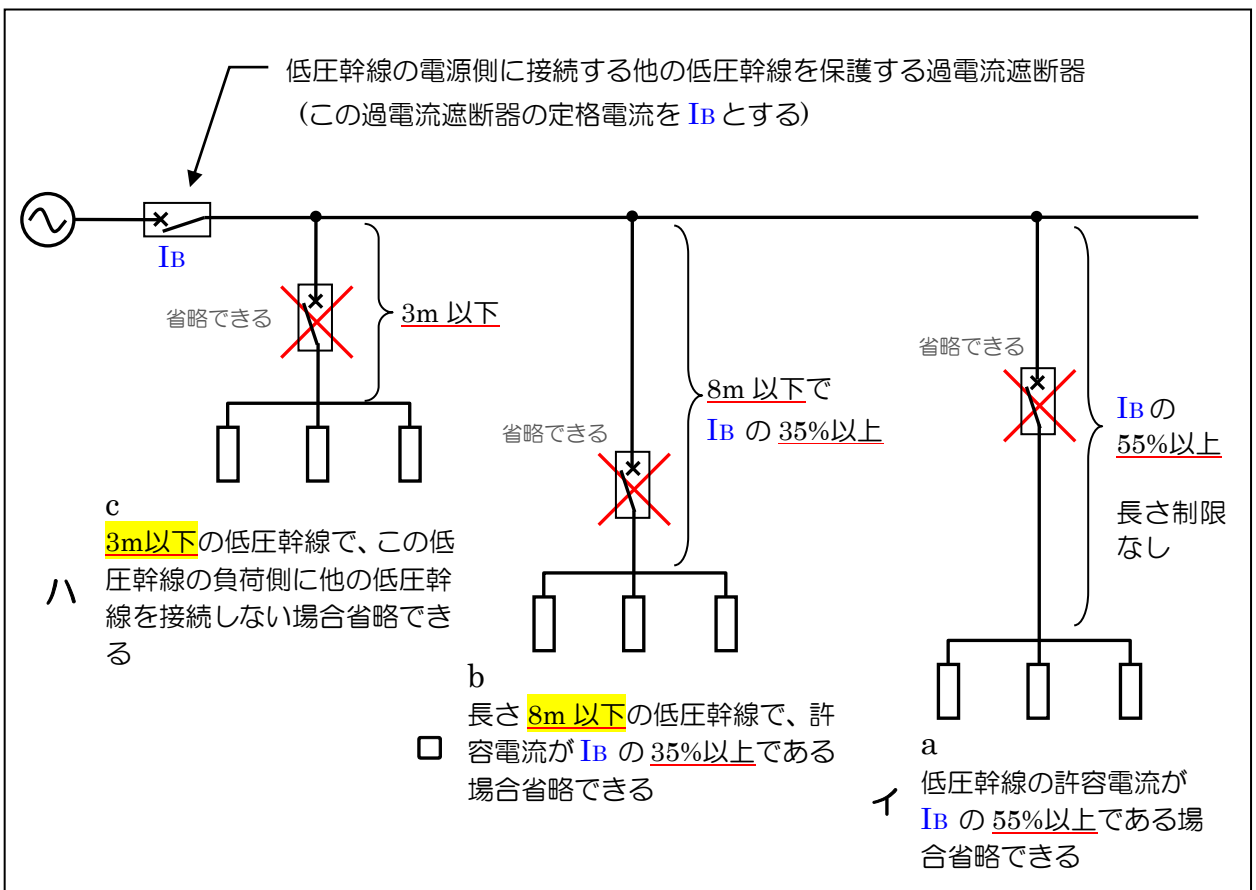 低圧幹線の電源側に接続する他の低圧幹線を保護する過電流遮断器
(この過電流遮断器の定格電流を IB とする)
IB
省略できる
3m 以下
省略できる
8m 以下で
IB の 35%以上
省略できる
IB の
55%以上
長さ制限
なし
c
ハ
3m以下の低圧幹線で、この低
圧幹線の負荷側に他の低圧幹
線を接続しない場合省略でき
る
b
ロ
長さ 8m 以下の低圧幹線で、許
容電流が IB の 35%以上である
場合省略できる
a
イ
低圧幹線の許容電流が
IB の 55%以上である場
合省略できる